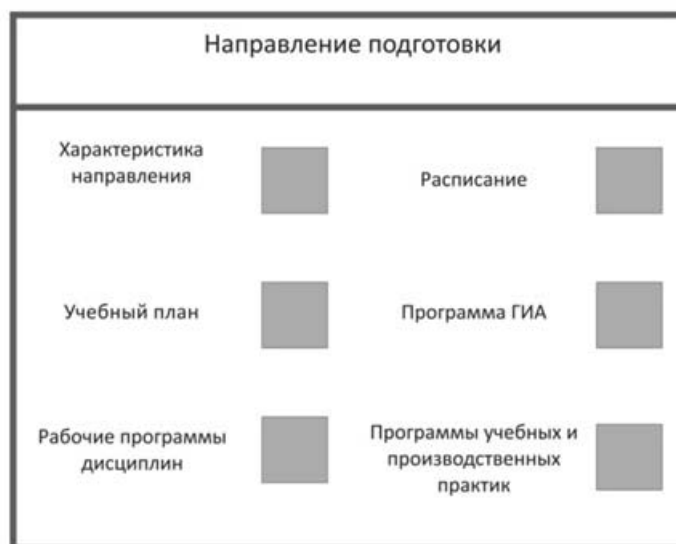 Направление подготовки
Характеристика
направления
Расписание
Учебный план
Программа ГИА
Рабочие программы
дисциплин
Программы учебных и
производственных
практик